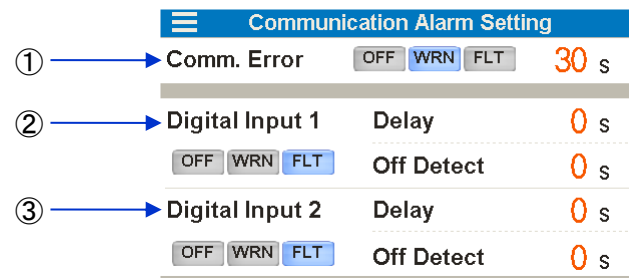 Communication Alarm Setting
① Comm. Error OFF WRN FLT 30 s
② Digital Input 1 Delay 0 s
OFF WRN FLT Off Detect 0 s
③ Digital Input 2 Delay 0 s
OFF WRN FLT Off Detect 0 s